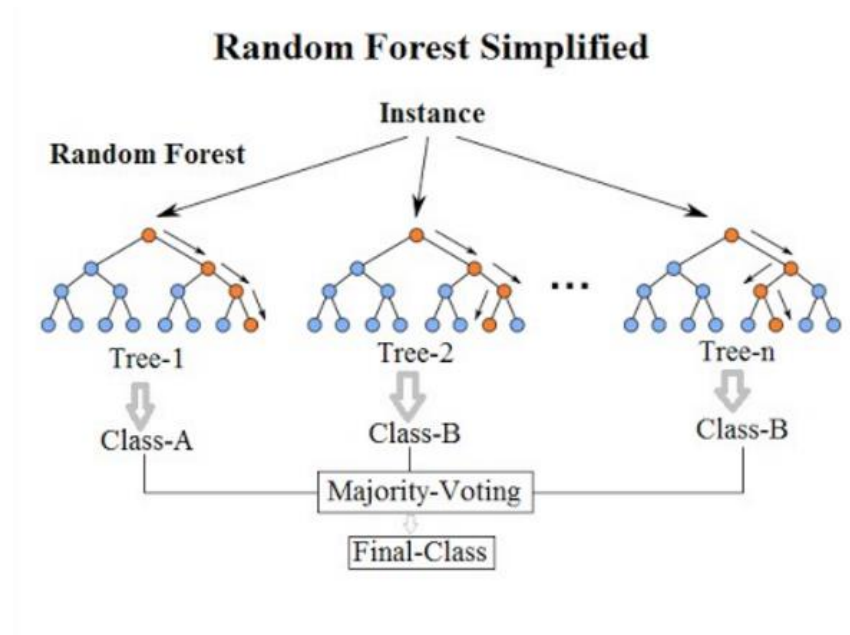 Random Forest Simplified
Instance
Random Forest
...
Tree-1 Tree-2 Tree-n
Class-A Class-B Class-B
Majority-Voting
Final-Class